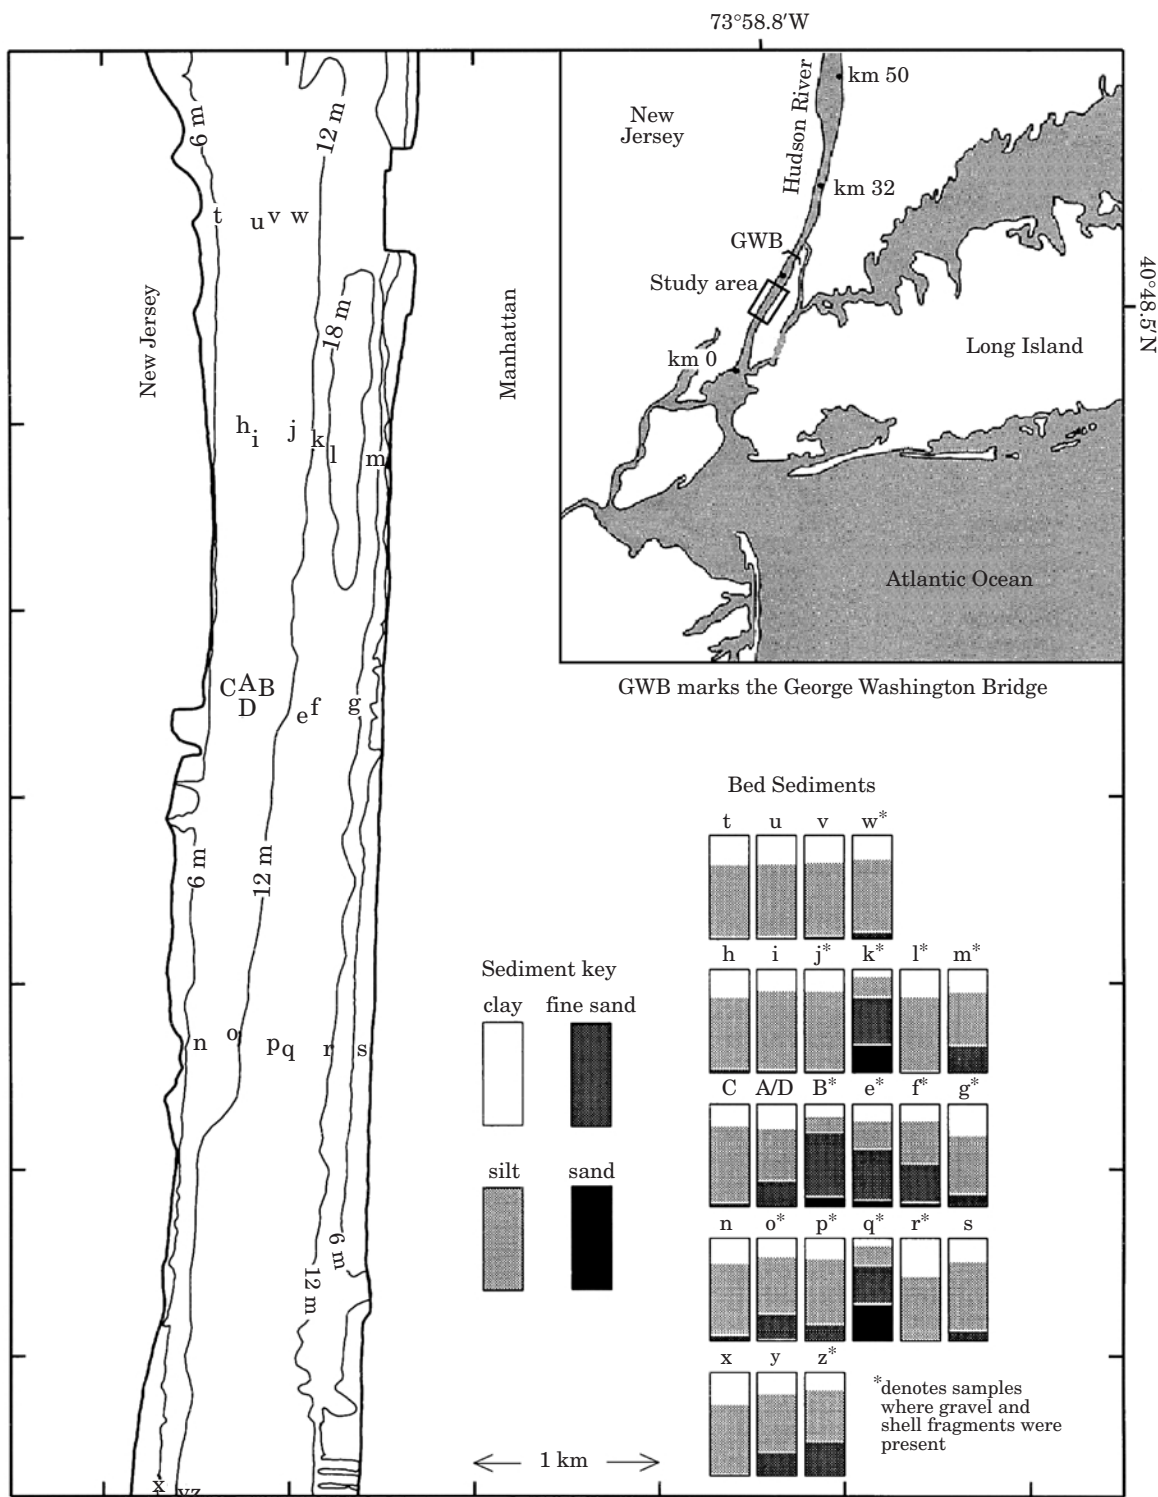 73°58.8′W
6 m
12 m
t
u
v
w
New Jersey
18 m
Manhattan
h
i
j
k
l
m
C
A
B
D
e
f
g
6 m
12 m
n
o
p
q
r
s
6 m
12 m
x
yz
New
Jersey
Hudson River
km 50
km 32
GWB
Study area
km 0
Long Island
Atlantic Ocean
40°48.5′N
GWB marks the George Washington Bridge
Sediment key
clay
fine sand
silt
sand
1 km
Bed Sediments
t u v w*
h i j* k* l* m*
C A/D B* e* f* g*
n o* p* q* r* s
x y z*
*denotes samples
where gravel and
shell fragments were
present